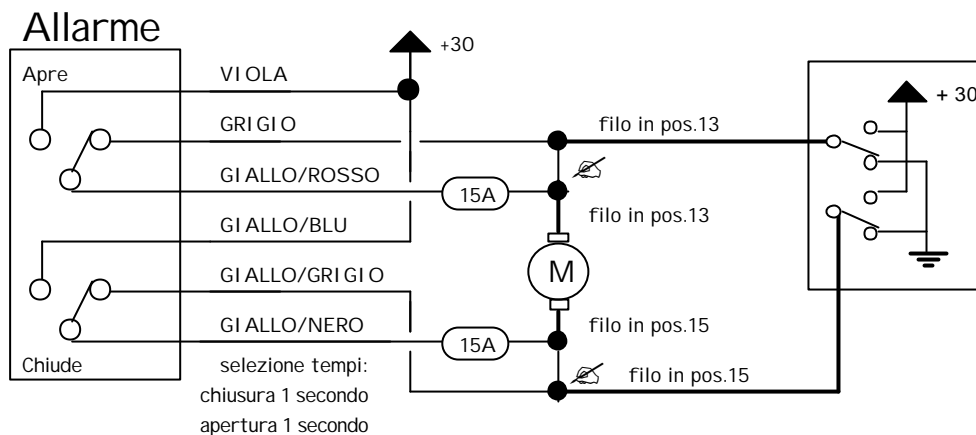 Allarme
+30
Apre
VIOLA
+ 30
GRIGIO
filo in pos.13
GIALLO/ROSSO
15A
filo in pos.13
GIALLO/BLU
M
GIALLO/GRIGIO
GIALLO/NERO
15A
filo in pos.15
Chiude
selezione tempi:
filo in pos.15
chiusura 1 secondo
apertura 1 secondo